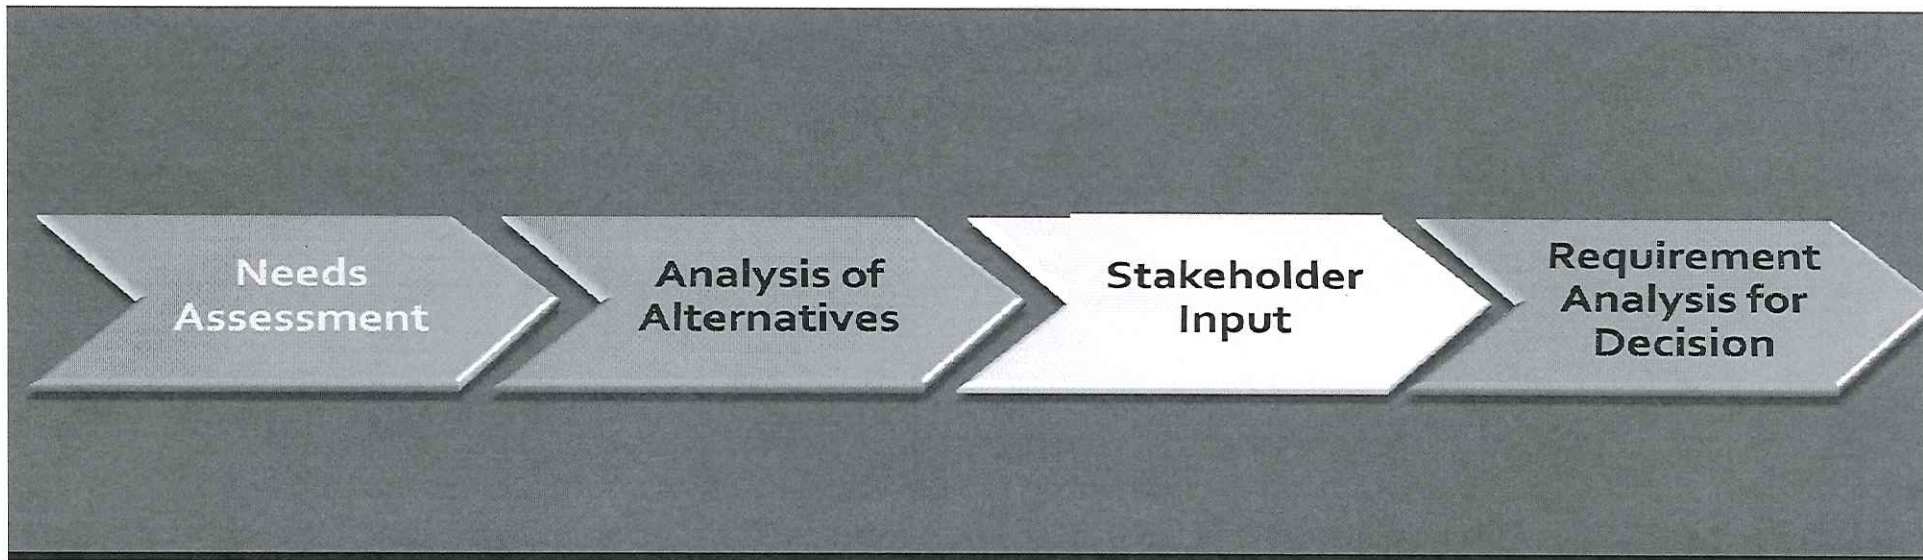 Needs
Assessment
Analysis of
Alternatives
Stakeholder
Input
Requirement
Analysis for
Decision